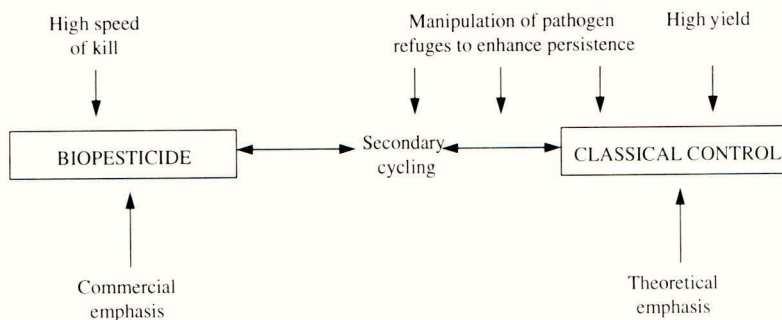 High speed
of kill
Manipulation of pathogen
refuges to enhance persistence
High yield
BIOPESTICIDE
Secondary
cycling
CLASSICAL CONTROL
Commercial
emphasis
Theoretical
emphasis